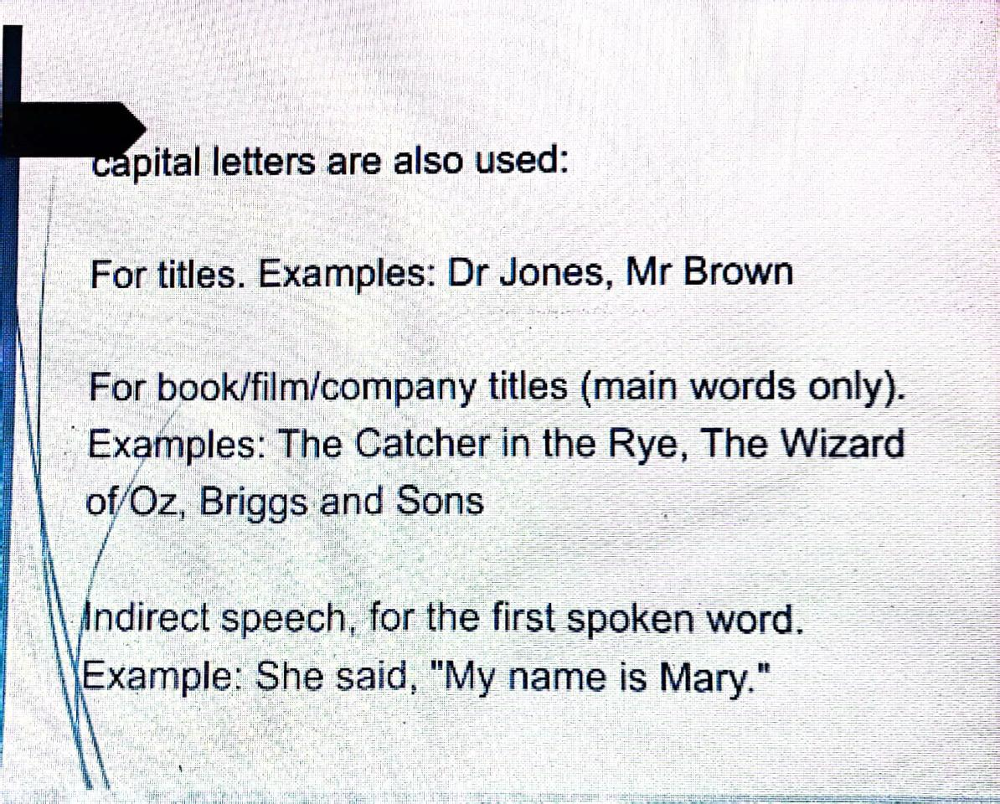 capital letters are also used:
For titles. Examples: Dr Jones, Mr Brown
For book/film/company titles (main words only).
Examples: The Catcher in the Rye, The Wizard
of Oz, Briggs and Sons
Indirect speech, for the first spoken word.
Example: She said, "My name is Mary."